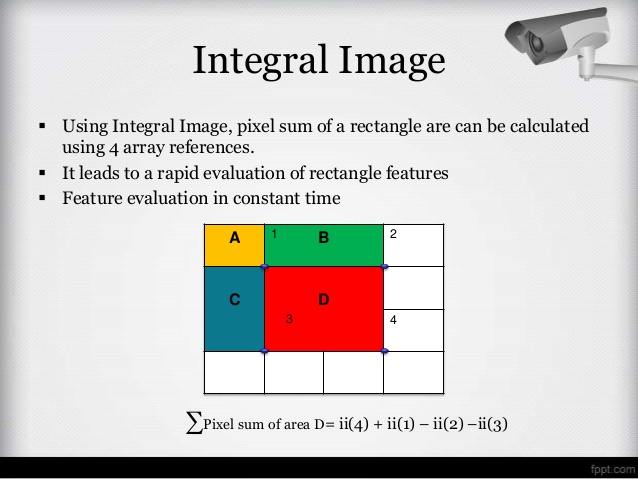 Integral Image
▪ Using Integral Image, pixel sum of a rectangle are can be calculated
using 4 array references.
▪ It leads to a rapid evaluation of rectangle features
▪ Feature evaluation in constant time
A 1 B 2
C D
3 4
∑Pixel sum of area D= ii(4) + ii(1) – ii(2) –ii(3)
fppt.com